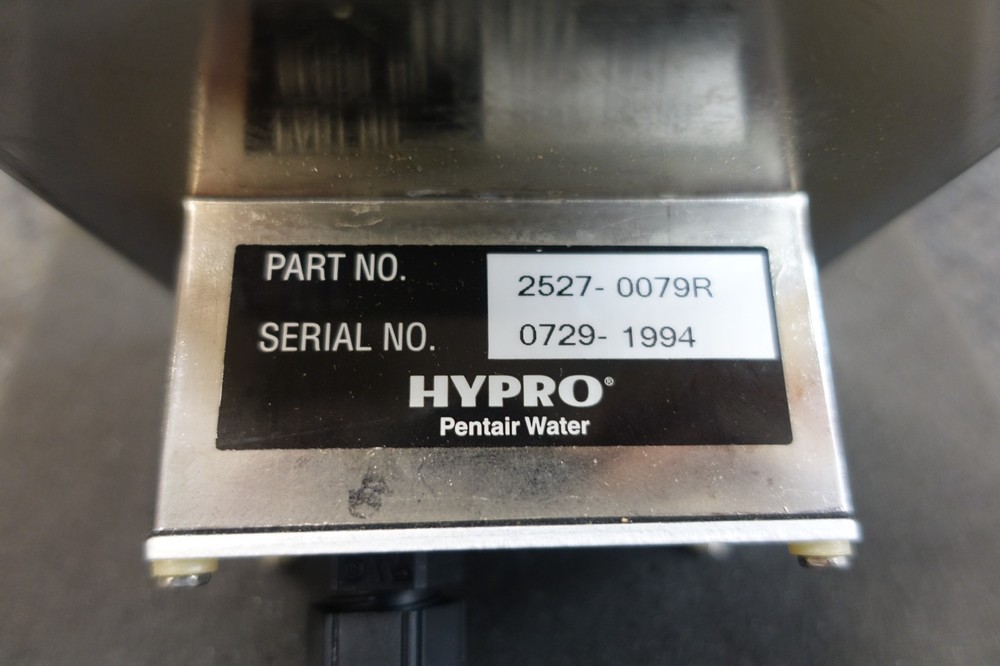 PART NO. 2527-0079R
SERIAL NO. 0729-1994
HYPRO®
Pentair Water